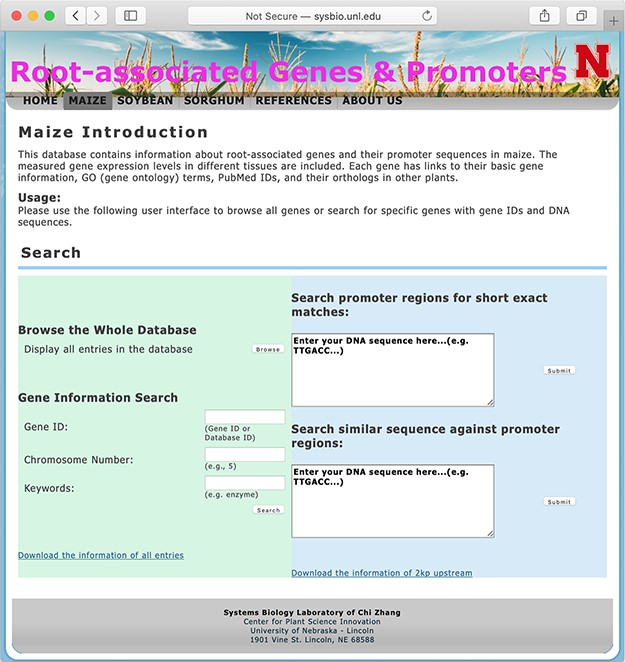 Not Secure — sysbio.unl.edu
Root-associated Genes & Promoters
N
HOME MAIZE SOYBEAN SORGHUM REFERENCES ABOUT US
Maize Introduction
This database contains information about root-associated genes and their promoter sequences in maize. The
measured gene expression levels in different tissues are included. Each gene has links to their basic gene
information, GO (gene ontology) terms, PubMed IDs, and their orthologs in other plants.
Usage:
Please use the following user interface to browse all genes or search for specific genes with gene IDs and DNA
sequences.
Search
Browse the Whole Database
Display all entries in the database
Browse
Gene Information Search
Gene ID:
(Gene ID or
Database ID)
Chromosome Number:
(e.g., 5)
Keywords:
(e.g. enzyme)
Search
Download the information of all entries
Search promoter regions for short exact
matches:
Enter your DNA sequence here...(e.g.
TTGACC...)
Submit
Search similar sequence against promoter
regions:
Enter your DNA sequence here...(e.g.
TTGACC...)
Submit
Download the information of 2kp upstream
Systems Biology Laboratory of Chi Zhang
Center for Plant Science Innovation
University of Nebraska - Lincoln
1901 Vine St. Lincoln, NE 68588